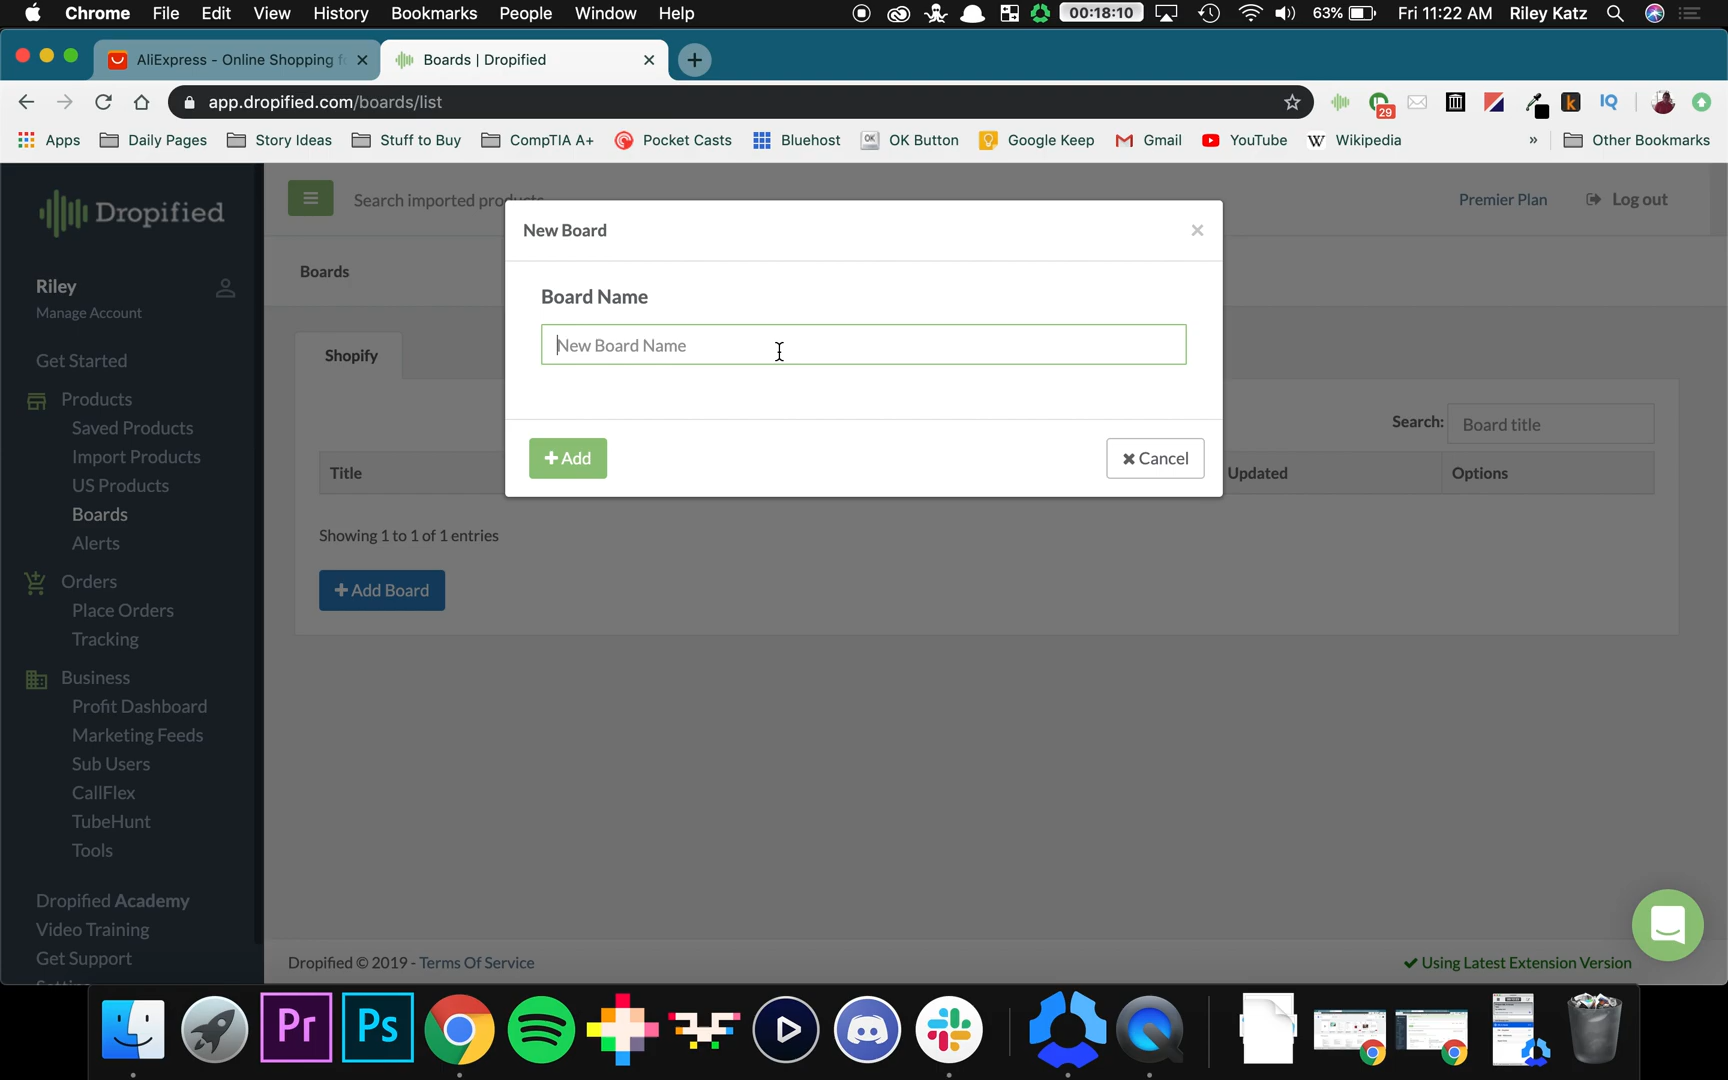 Chrome File Edit View History Bookmarks People Window Help 00:18:10 63% Fri 11:22 AM Riley Katz
AliExpress - Online Shopping f
Boards | Dropified
app.dropified.com/boards/list
29
IQ
Apps Daily Pages Story Ideas Stuff to Buy CompTIA A+ Pocket Casts Bluehost OK Button Google Keep Gmail YouTube Wikipedia » Other Bookmarks
Dropified
Search imported products...
Premier Plan
Log out
Riley
Manage Account
Get Started
Products
Saved Products
Import Products
US Products
Boards
Alerts
Orders
Place Orders
Tracking
Business
Profit Dashboard
Marketing Feeds
Sub Users
CallFlex
TubeHunt
Tools
Dropified Academy
Video Training
Get Support
Boards
Shopify
Search: Board title
Title
Updated
Options
Showing 1 to 1 of 1 entries
+ Add Board
New Board
×
Board Name
New Board Name
+ Add
Cancel
Dropified © 2019 - Terms Of Service
Using Latest Extension Version
Pr
Ps